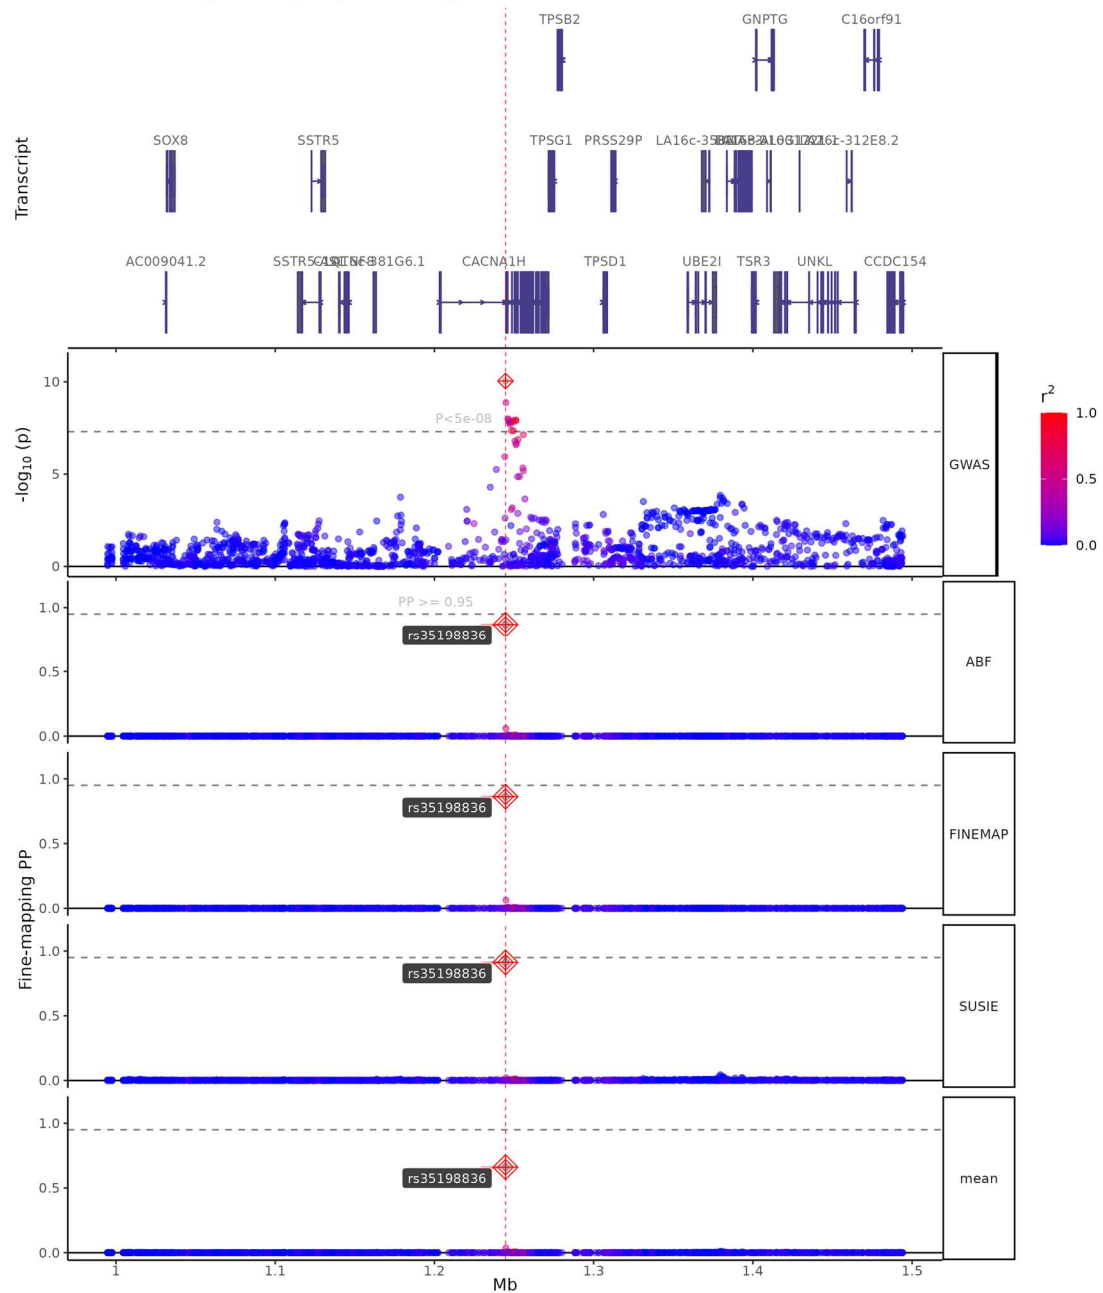 TPSB2 GNPTG C16orf91
SOX8 SSTR5 TPSG1 PRSS29P
AC009041.2 CACNA1H TPSD1 UBE2I TSR3 UNKL CCDC154
Transcript
10
5
0
-log10 (p)
P<5e-08
GWAS
r2
1.0
0.5
0.0
1.0
0.5
0.0
PP >= 0.95
rs35198836
ABF
1.0
0.5
0.0
rs35198836
FINEMAP
Fine-mapping PP
1.0
0.5
0.0
rs35198836
SUSIE
1.0
0.5
0.0
rs35198836
mean
1 1.1 1.2 1.3 1.4 1.5
Mb